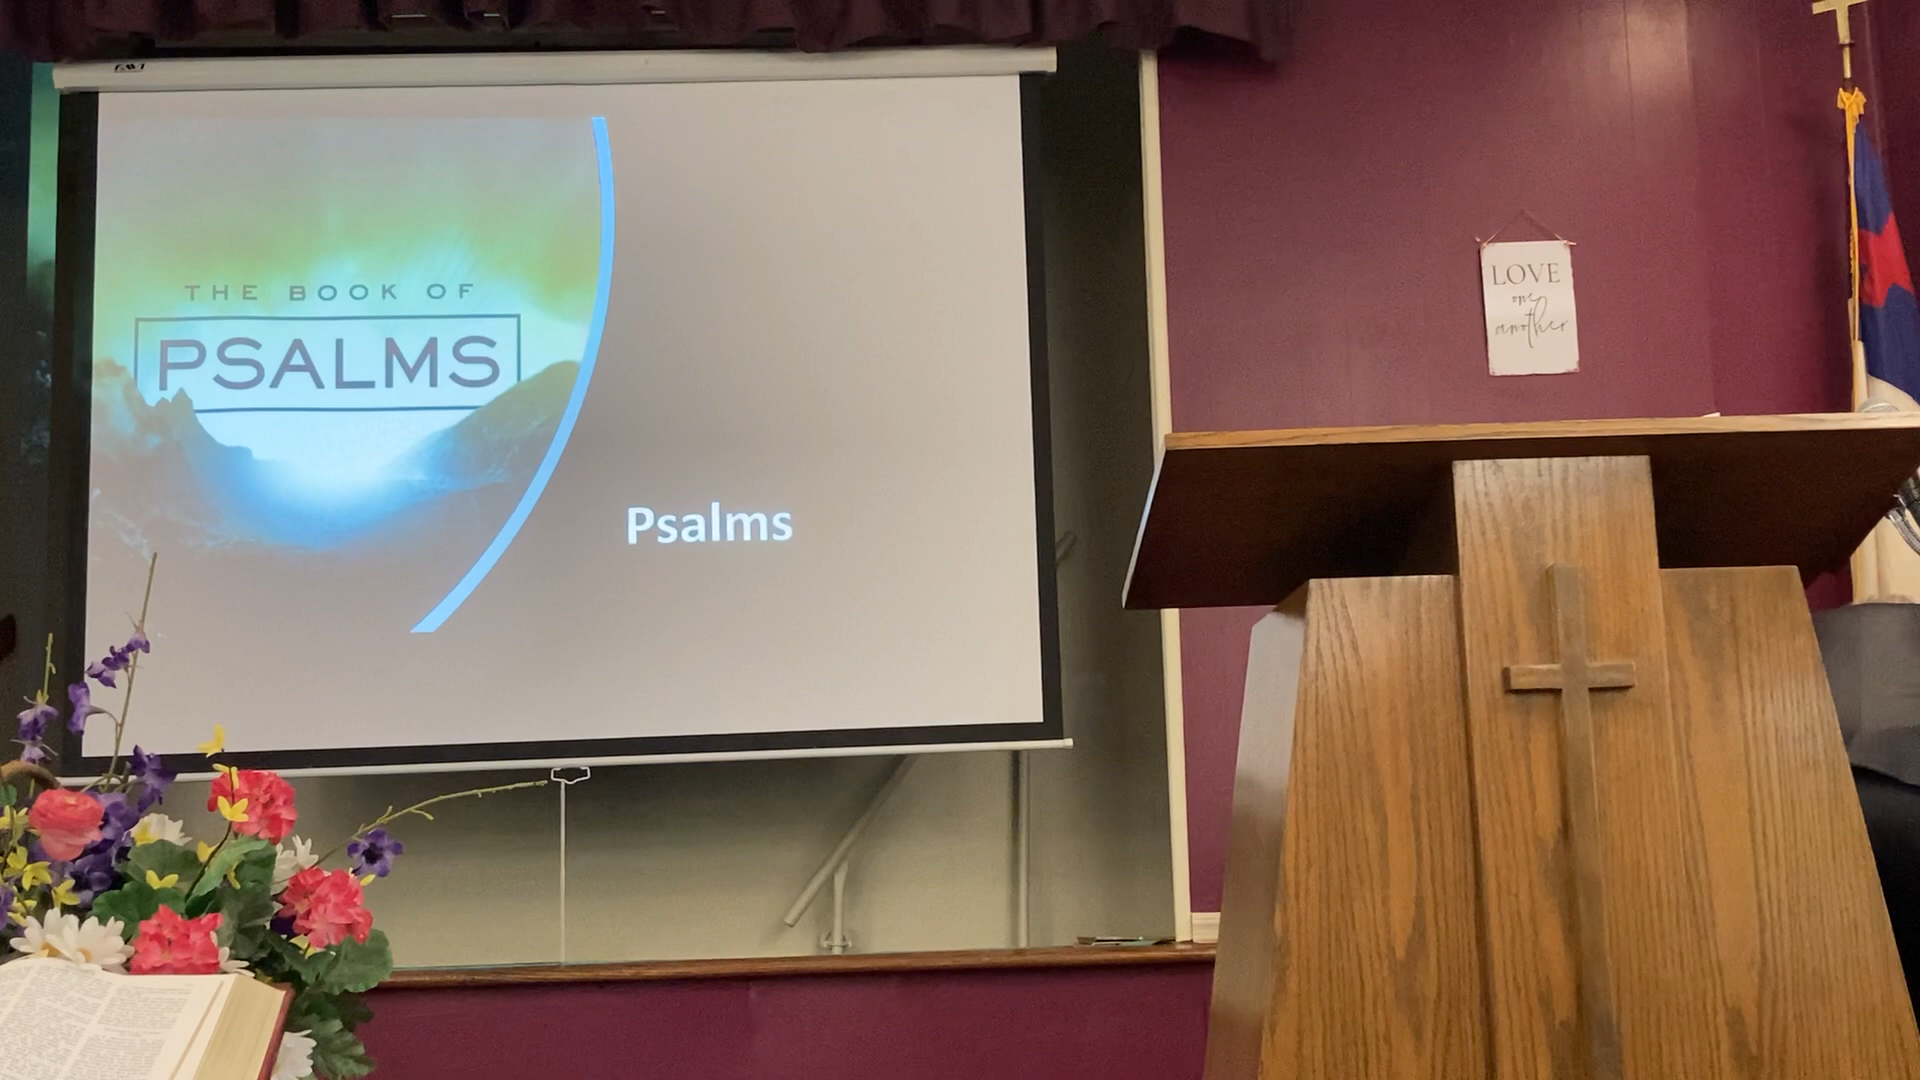 THE BOOK OF
PSALMS
Psalms
LOVE
one
another